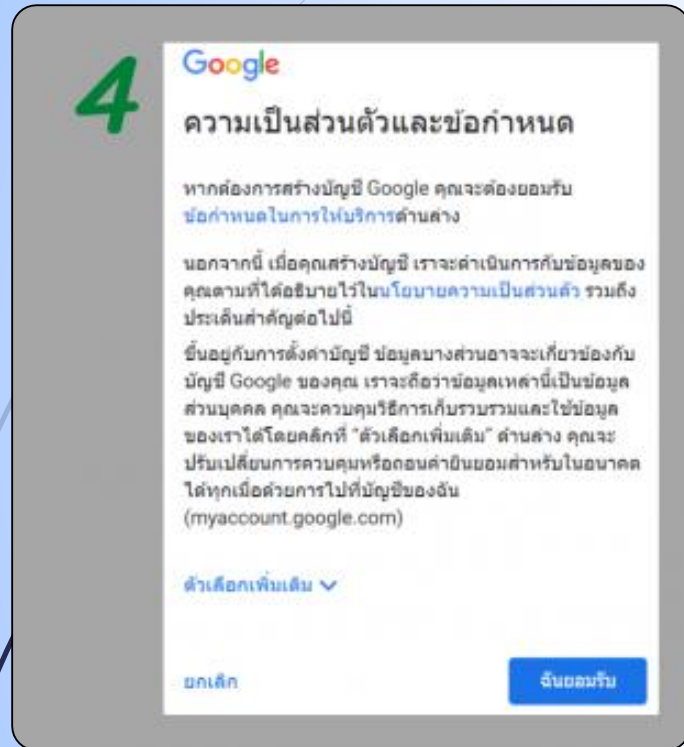 4
Google
ความเป็นส่วนตัวและข้อกำหนด
หากต้องการสร้างบัญชี Google คุณจะต้องยอมรับ
ข้อกำหนดในการให้บริการด้านล่าง
นอกจากนี้ เมื่อคุณสร้างบัญชี เราจะดำเนินการกับข้อมูลของ
คุณตามที่ได้อธิบายไว้ในนโยบายความเป็นส่วนตัว รวมถึง
ประเด็นสำคัญต่อไปนี้
ขึ้นอยู่กับการตั้งค่าบัญชี ข้อมูลบางส่วนอาจจะเกี่ยวข้องกับ
บัญชี Google ของคุณ เราจะถือว่าข้อมูลเหล่านี้เป็นข้อมูล
ส่วนบุคคล คุณจะควบคุมวิธีการเก็บรวบรวมและใช้ข้อมูล
ของเราได้โดยคลิกที่ "ตัวเลือกเพิ่มเติม" ด้านล่าง คุณจะ
ปรับเปลี่ยนการควบคุมหรือถอนคำยินยอมสำหรับในอนาคต
ได้ทุกเมื่อด้วยการไปที่บัญชีของฉัน
(myaccount.google.com)
ตัวเลือกเพิ่มเติม
ยกเลิก
ฉันยอมรับ